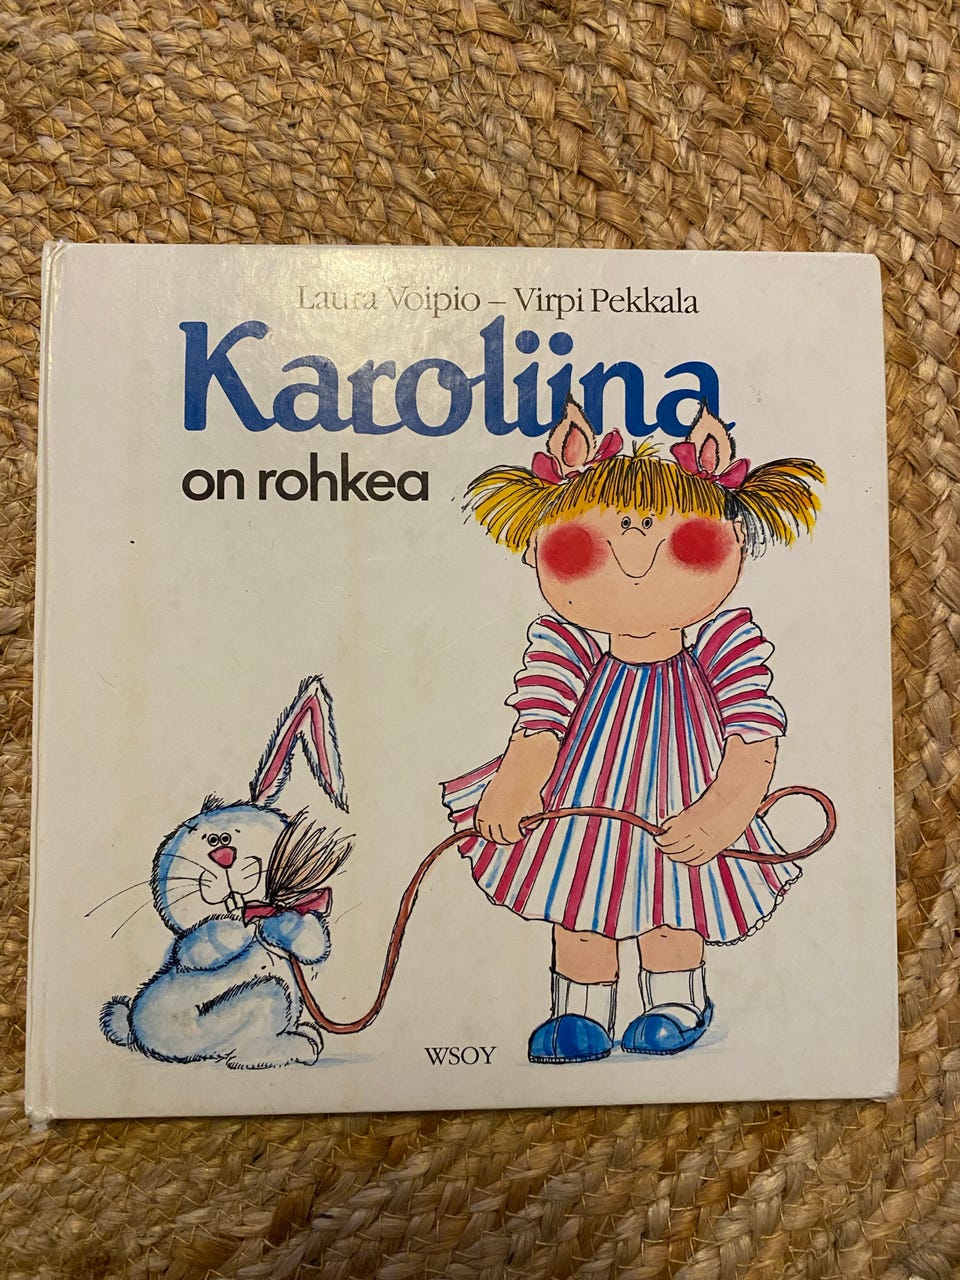 Laura Voipio – Virpi Pekkala
Karoliina
on rohkea
WSOY